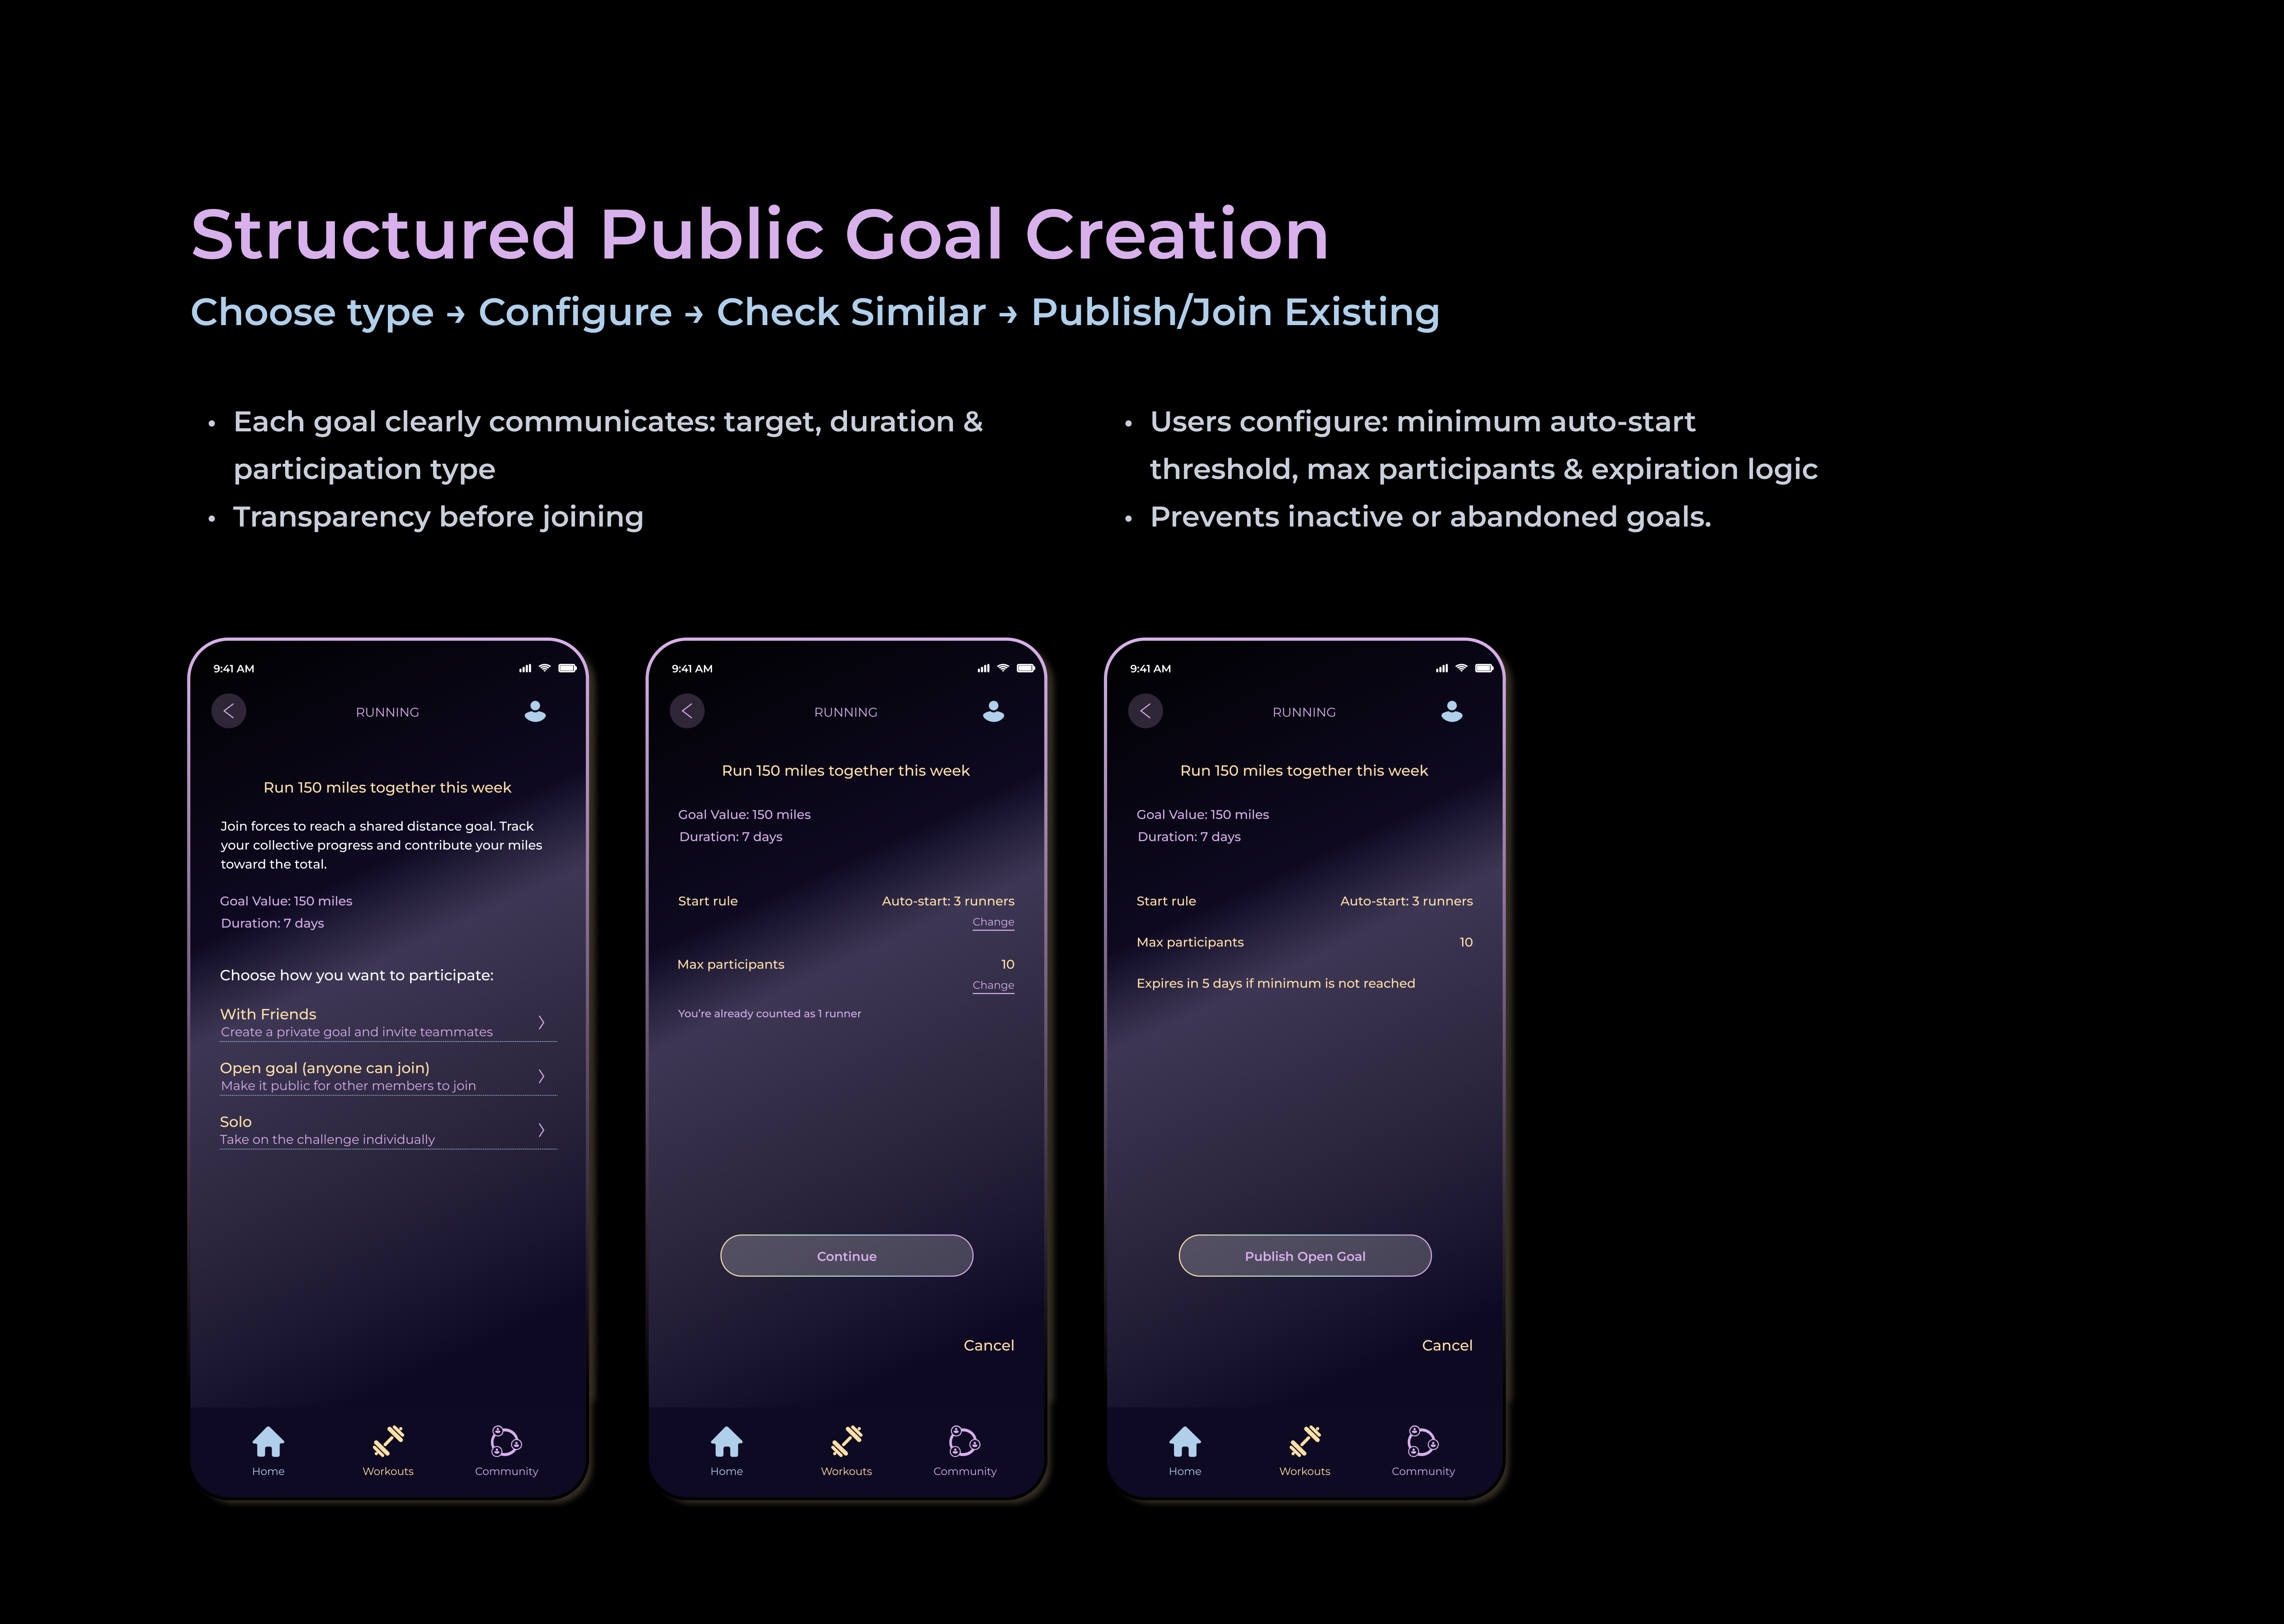 Structured Public Goal Creation
Choose type → Configure → Check Similar → Publish/Join Existing
• Each goal clearly communicates: target, duration &
participation type
• Transparency before joining
• Users configure: minimum auto-start
threshold, max participants & expiration logic
• Prevents inactive or abandoned goals.
9:41 AM
RUNNING
Run 150 miles together this week
Join forces to reach a shared distance goal. Track
your collective progress and contribute your miles
toward the total.
Goal Value: 150 miles
Duration: 7 days
Choose how you want to participate:
With Friends
Create a private goal and invite teammates
Open goal (anyone can join)
Make it public for other members to join
Solo
Take on the challenge individually
Home Workouts Community
9:41 AM
RUNNING
Run 150 miles together this week
Goal Value: 150 miles
Duration: 7 days
Start rule Auto-start: 3 runners
Change
Max participants 10
Change
You're already counted as 1 runner
Continue
Cancel
Home Workouts Community
9:41 AM
RUNNING
Run 150 miles together this week
Goal Value: 150 miles
Duration: 7 days
Start rule Auto-start: 3 runners
Max participants 10
Expires in 5 days if minimum is not reached
Publish Open Goal
Cancel
Home Workouts Community